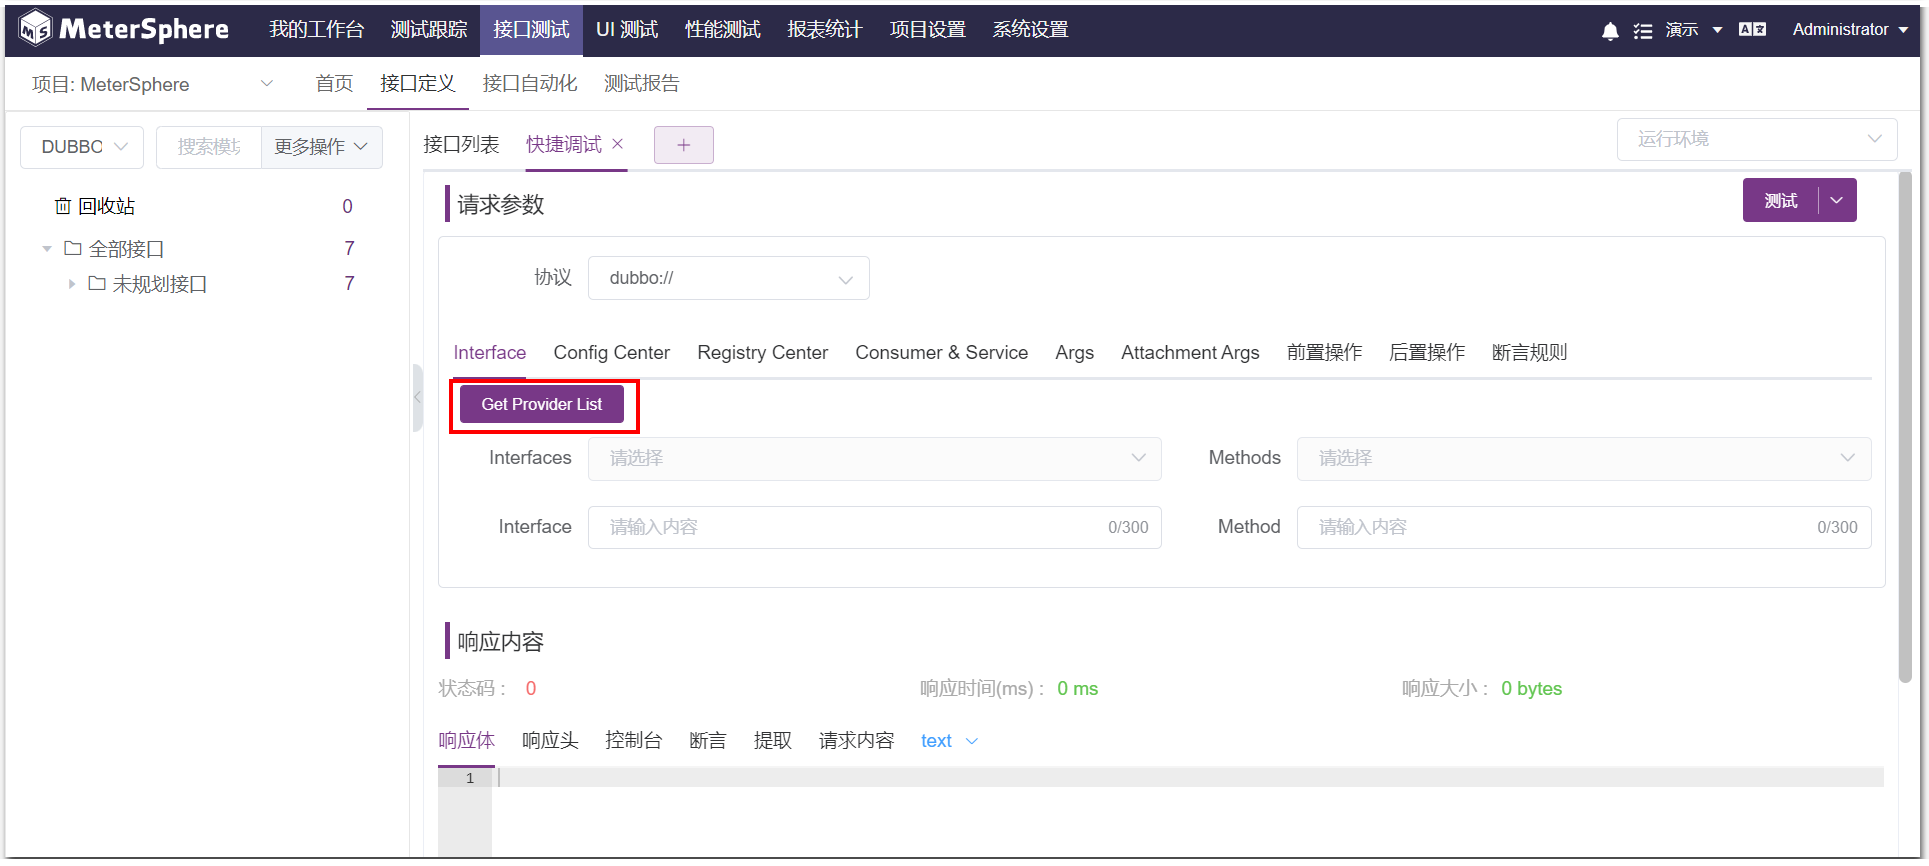 MeterSphere 我的工作台 测试跟踪 接口测试 UI 测试 性能测试 报表统计 项目设置 系统设置 演示 Administrator
项目: MeterSphere 首页 接口定义 接口自动化 测试报告
DUBBO 搜索模块 更多操作 接口列表 快捷调试 运行环境
回收站 0
全部接口 7
未规划接口 7
请求参数 测试
协议 dubbo://
Interface Config Center Registry Center Consumer & Service Args Attachment Args 前置操作 后置操作 断言规则
Get Provider List
Interfaces 请选择 Methods 请选择
Interface 请输入内容 0/300 Method 请输入内容 0/300
响应内容
状态码 : 0 响应时间(ms) : 0 ms 响应大小 : 0 bytes
响应体 响应头 控制台 断言 提取 请求内容 text
1